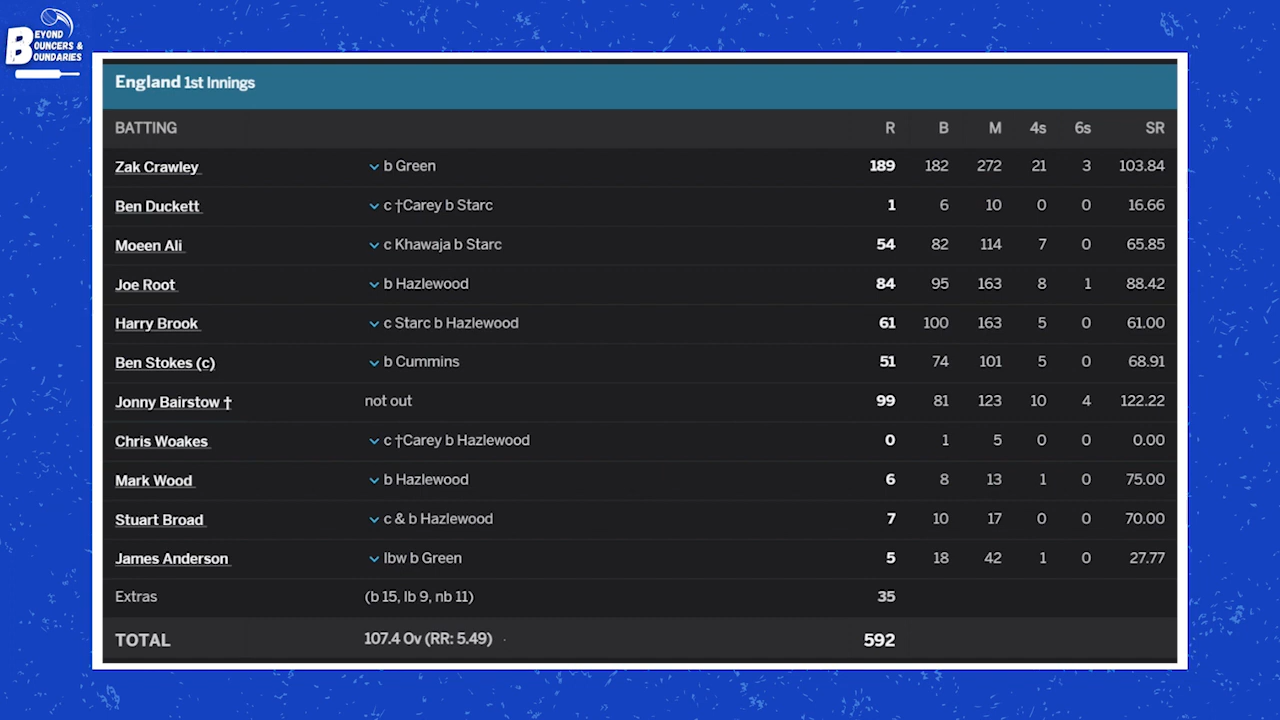 BEYOND
BOUNCERS &
BOUNDARIES
England 1st Innings
BATTING R B M 4s 6s SR
Zak Crawley b Green 189 182 272 21 3 103.84
Ben Duckett c †Carey b Starc 1 6 10 0 0 16.66
Moeen Ali c Khawaja b Starc 54 82 114 7 0 65.85
Joe Root b Hazlewood 84 95 163 8 1 88.42
Harry Brook c Starc b Hazlewood 61 100 163 5 0 61.00
Ben Stokes (c) b Cummins 51 74 101 5 0 68.91
Jonny Bairstow † not out 99 81 123 10 4 122.22
Chris Woakes c †Carey b Hazlewood 0 1 5 0 0 0.00
Mark Wood b Hazlewood 6 8 13 1 0 75.00
Stuart Broad c & b Hazlewood 7 10 17 0 0 70.00
James Anderson lbw b Green 5 18 42 1 0 27.77
Extras (b 15, lb 9, nb 11) 35
TOTAL 107.4 Ov (RR: 5.49) 592